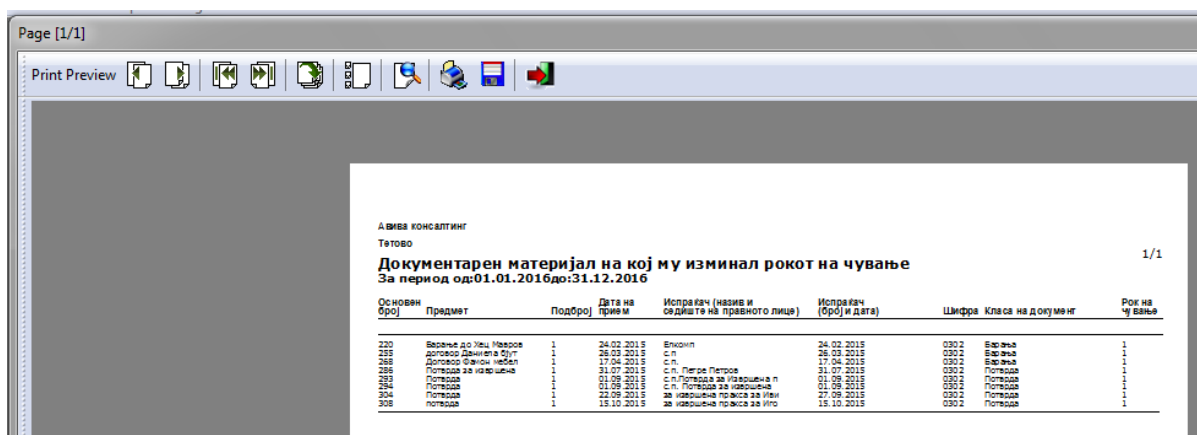 Page [1/1]
Print Preview
Авива консалтинг
Тетово
1/1
Документарен материјал на кој му изминал рокот на чување
За период од:01.01.2016до:31.12.2016
Основен број Предмет Подброј Дата на прием Испраќач (назив и седиште на правното лице) Испраќач (број и дата) Шифра Класа на документ Рок на чување
220 Барање до Хец Мавров 1 24.02.2015 Елкомп 24.02.2015 0302 Барања 1
255 договор Даниела бјут 1 26.03.2015 с.п 26.03.2015 0302 Барања 1
268 Договор Фамон мебел 1 17.04.2015 с.п. 17.04.2015 0302 Барања 1
286 Потврда за извршена 1 31.07.2015 с.п. Петре Петров 31.07.2015 0302 Потврда 1
293 Потврда 1 01.09.2015 с.п.Потврда за Извршена п 01.09.2015 0302 Потврда 1
294 Потврда 1 01.09.2015 с.п. Потврда за извршена 01.09.2015 0302 Потврда 1
304 Потврда 1 22.09.2015 за извршена пракса за Иви 27.09.2015 0302 Потврда 1
308 потврда 1 15.10.2015 за извршена пракса за Иго 15.10.2015 0302 Потврда 1